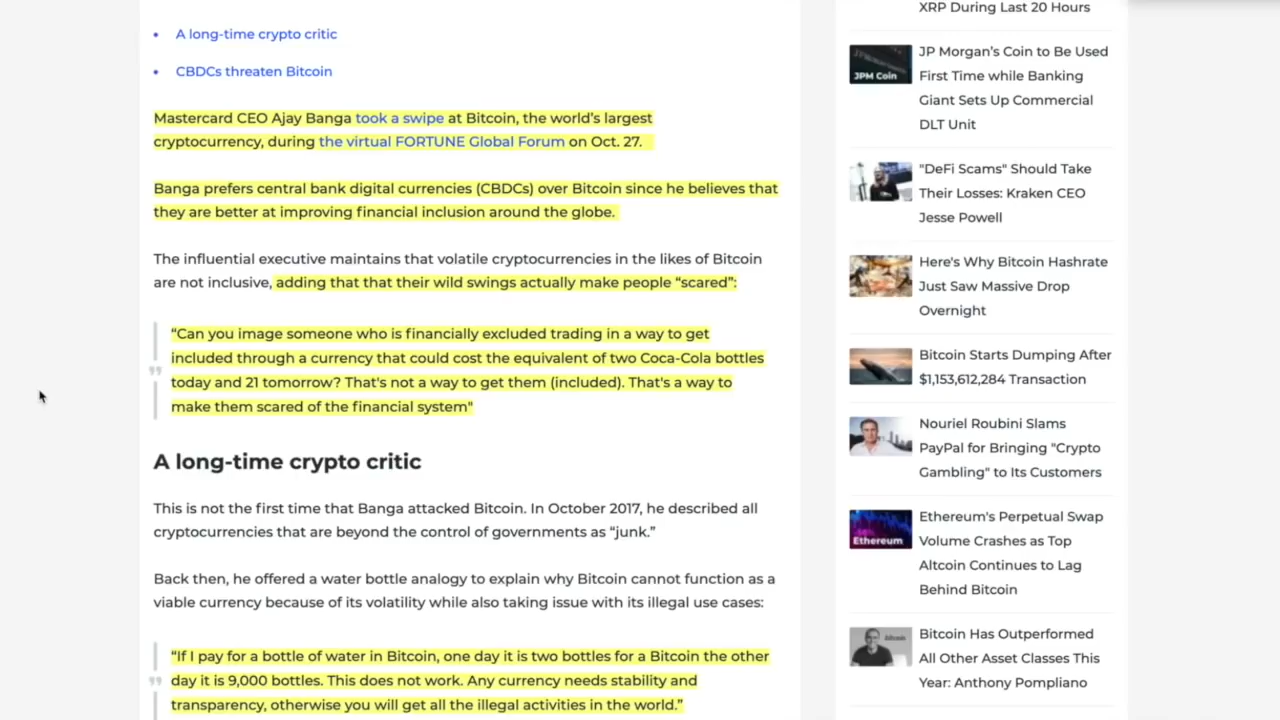 A long-time crypto critic
CBDCs threaten Bitcoin
Mastercard CEO Ajay Banga took a swipe at Bitcoin, the world's largest
cryptocurrency, during the virtual FORTUNE Global Forum on Oct. 27.
Banga prefers central bank digital currencies (CBDCs) over Bitcoin since he believes that
they are better at improving financial inclusion around the globe.
The influential executive maintains that volatile cryptocurrencies in the likes of Bitcoin
are not inclusive, adding that that their wild swings actually make people “scared”:
“Can you image someone who is financially excluded trading in a way to get
included through a currency that could cost the equivalent of two Coca-Cola bottles
today and 21 tomorrow? That's not a way to get them (included). That's a way to
make them scared of the financial system"
A long-time crypto critic
This is not the first time that Banga attacked Bitcoin. In October 2017, he described all
cryptocurrencies that are beyond the control of governments as “junk.”
Back then, he offered a water bottle analogy to explain why Bitcoin cannot function as a
viable currency because of its volatility while also taking issue with its illegal use cases:
“If I pay for a bottle of water in Bitcoin, one day it is two bottles for a Bitcoin the other
day it is 9,000 bottles. This does not work. Any currency needs stability and
transparency, otherwise you will get all the illegal activities in the world.”
XRP During Last 20 Hours
JPM Coin
JP Morgan's Coin to Be Used
First Time while Banking
Giant Sets Up Commercial
DLT Unit
"DeFi Scams" Should Take
Their Losses: Kraken CEO
Jesse Powell
Here's Why Bitcoin Hashrate
Just Saw Massive Drop
Overnight
Bitcoin Starts Dumping After
$1,153,612,284 Transaction
Nouriel Roubini Slams
PayPal for Bringing "Crypto
Gambling" to Its Customers
Ethereum
Ethereum's Perpetual Swap
Volume Crashes as Top
Altcoin Continues to Lag
Behind Bitcoin
bitcoin
Bitcoin Has Outperformed
All Other Asset Classes This
Year: Anthony Pompliano